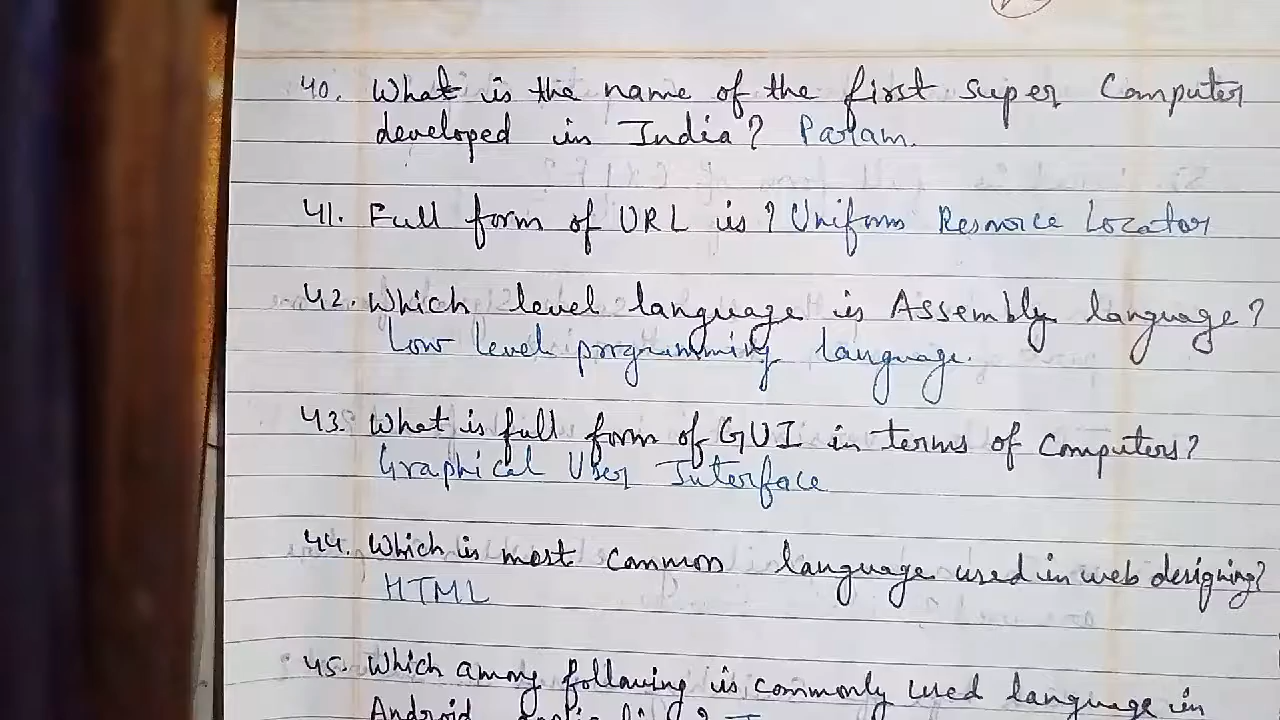 40. What is the name of the first super Computer
developed in India? Param.
41. Full form of URL is? Uniform Resource Locator
42. Which level language is Assembly language?
Low level programming language.
43. What is full form of GUI in terms of Computers?
Graphical User Interface
44. Which is most common language used in web designing?
HTML
45. Which among following is commonly used language in
Android